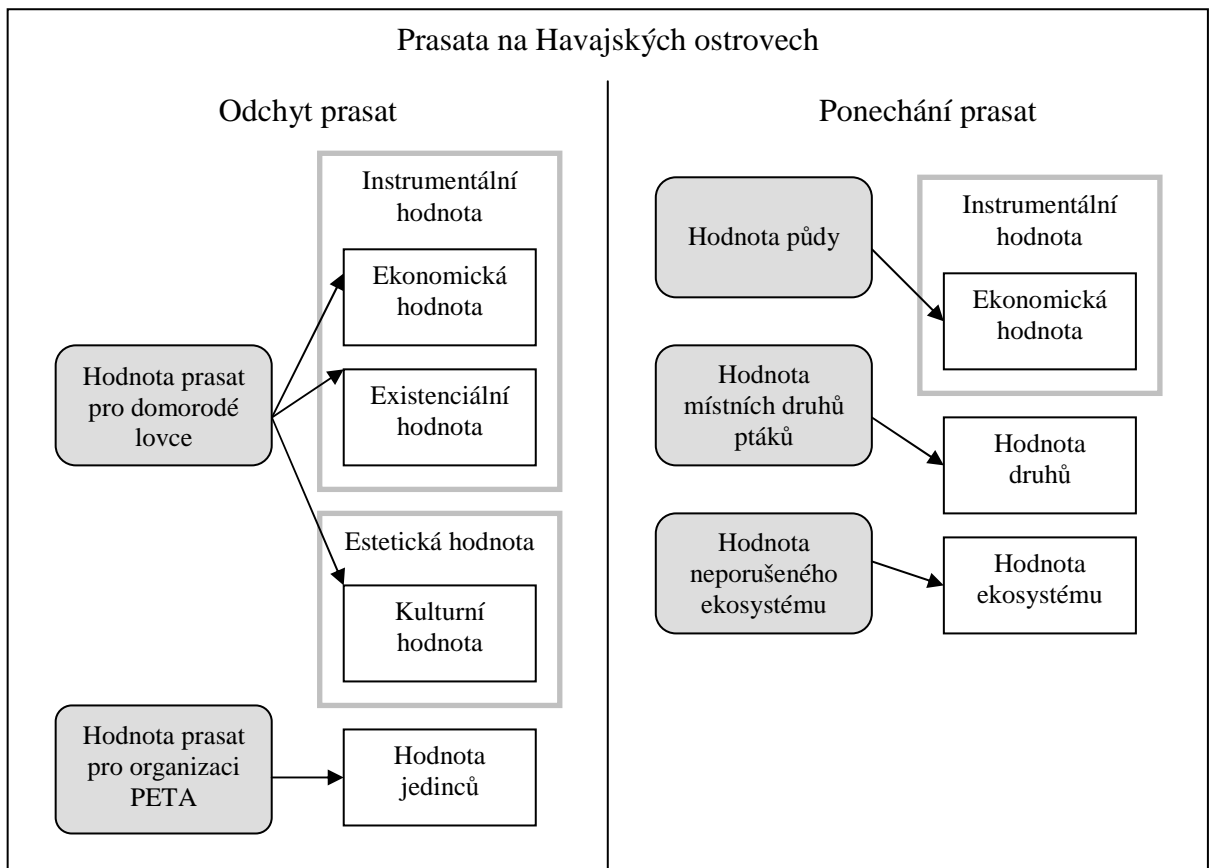 Prasata na Havajských ostrovech
Odchyt prasat
Instrumentální
hodnota
Ekonomická
hodnota
Hodnota prasat
pro domorodé
lovce
Existenciální
hodnota
Estetická hodnota
Kulturní
hodnota
Hodnota prasat
pro organizaci
PETA
Hodnota
jedinců
Ponechání prasat
Hodnota půdy
Instrumentální
hodnota
Ekonomická
hodnota
Hodnota
místních druhů
ptáků
Hodnota
druhů
Hodnota
neporušeného
ekosystému
Hodnota
ekosystému